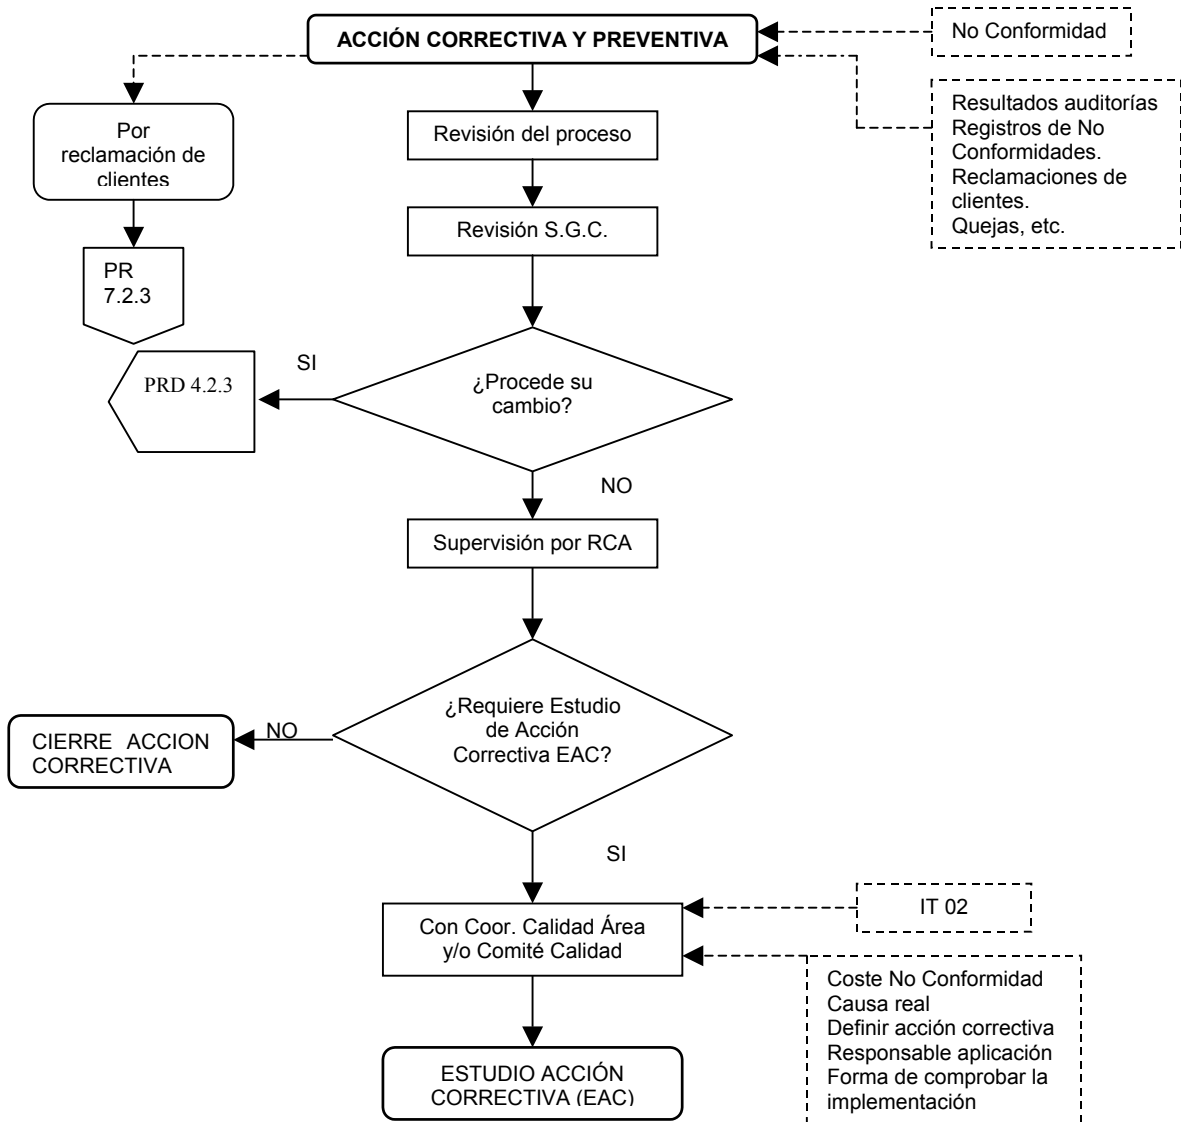 ACCIÓN CORRECTIVA Y PREVENTIVA
No Conformidad
Resultados auditorías
Registros de No
Conformidades.
Reclamaciones de
clientes.
Quejas, etc.
Por
reclamación de
clientes
Revisión del proceso
Revisión S.G.C.
PR
7.2.3
PRD 4.2.3
SI
¿Procede su
cambio?
NO
Supervisión por RCA
¿Requiere Estudio
de Acción
Correctiva EAC?
NO
CIERRE ACCION
CORRECTIVA
SI
IT 02
Con Coor. Calidad Área
y/o Comité Calidad
Coste No Conformidad
Causa real
Definir acción correctiva
Responsable aplicación
Forma de comprobar la
implementación
ESTUDIO ACCIÓN
CORRECTIVA (EAC)